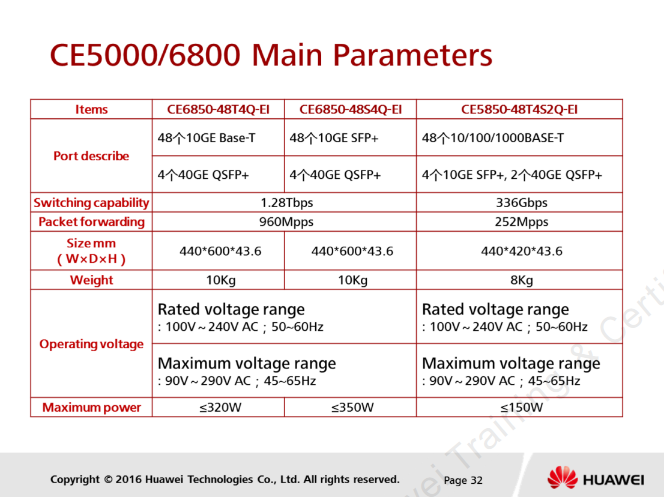 CE5000/6800 Main Parameters
Items CE6850-48T4Q-EI CE6850-48S4Q-EI CE5850-48T4S2Q-EI
Port describe
48个10GE Base-T 48个10GE SFP+ 48个10/100/1000BASE-T
4个40GE QSFP+ 4个40GE QSFP+ 4个10GE SFP+, 2个40GE QSFP+
Switching capability 1.28Tbps 336Gbps
Packet forwarding 960Mpps 252Mpps
Size mm
（W×D×H） 440*600*43.6 440*600*43.6 440*420*43.6
Weight 10Kg 10Kg 8Kg
Operating voltage
Rated voltage range Rated voltage range
: 100V～240V AC；50~60Hz : 100V～240V AC；50~60Hz
Maximum voltage range Maximum voltage range
: 90V～290V AC；45~65Hz : 90V～290V AC；45~65Hz
Maximum power ≤320W ≤350W ≤150W
Training &
Copyright © 2016 Huawei Technologies Co., Ltd. All rights reserved. Page 32 HUAWEI